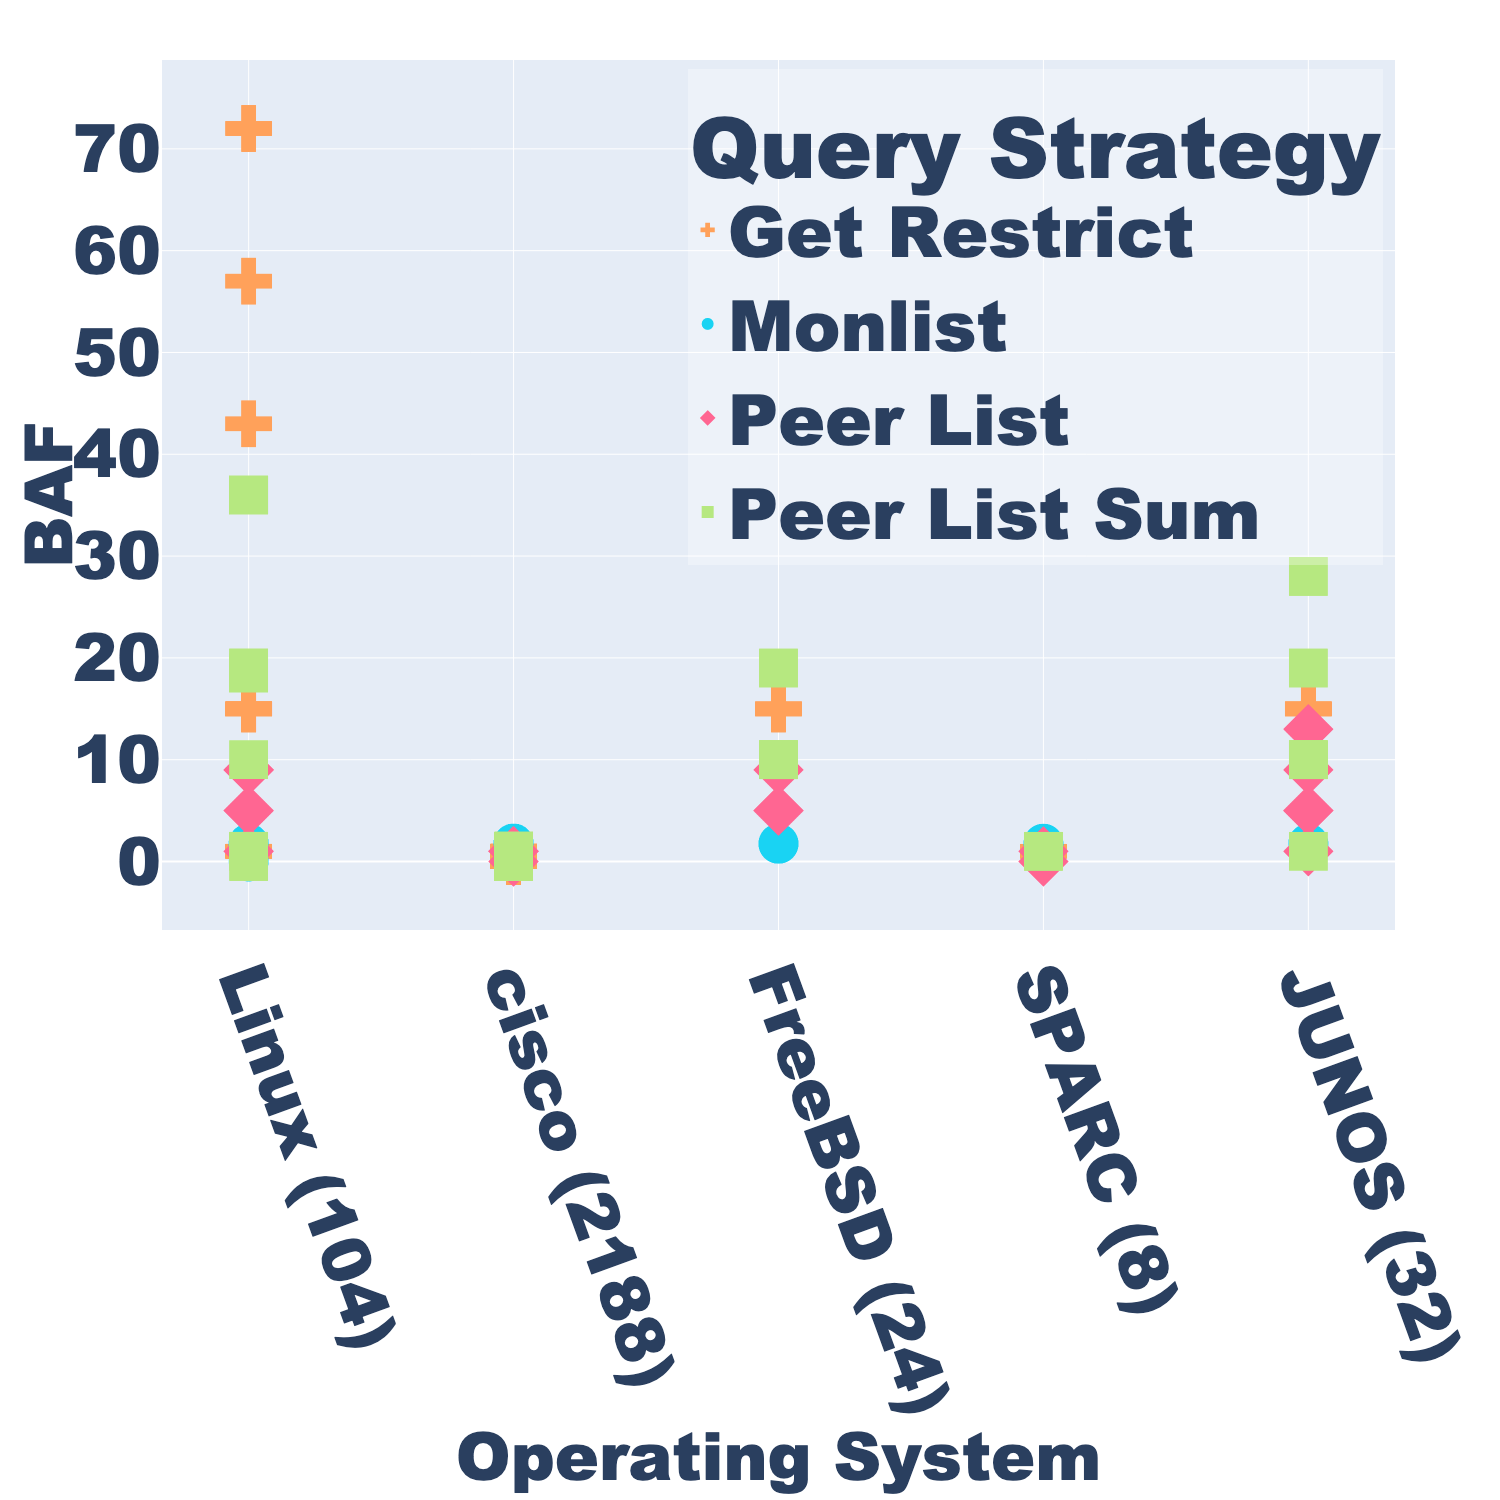 Query Strategy
Get Restrict
Monlist
Peer List
Peer List Sum
BAF
70
60
50
40
30
20
10
0
Linux (104)
cisco (2188)
FreeBSD (24)
SPARC (8)
JUNOS (32)
Operating System